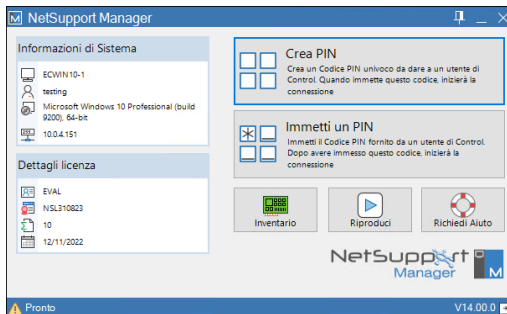 NetSupport Manager
Informazioni di Sistema
ECWIN10-1
testing
Microsoft Windows 10 Professional (build
9200), 64-bit
10.0.4.151
Dettagli licenza
EVAL
NSL310823
10
12/11/2022
Crea PIN
Crea un Codice PIN univoco da dare a un utente di
Control. Quando immette questo codice, inizierà la
connessione
Immetti un PIN
Immetti il Codice PIN fornito da un utente di Control.
Dopo avere immesso questo codice, inizierà la
connessione
Inventario
Riproduci
Richiedi Aiuto
NetSupport
Manager
M
Pronto
V14.00.0